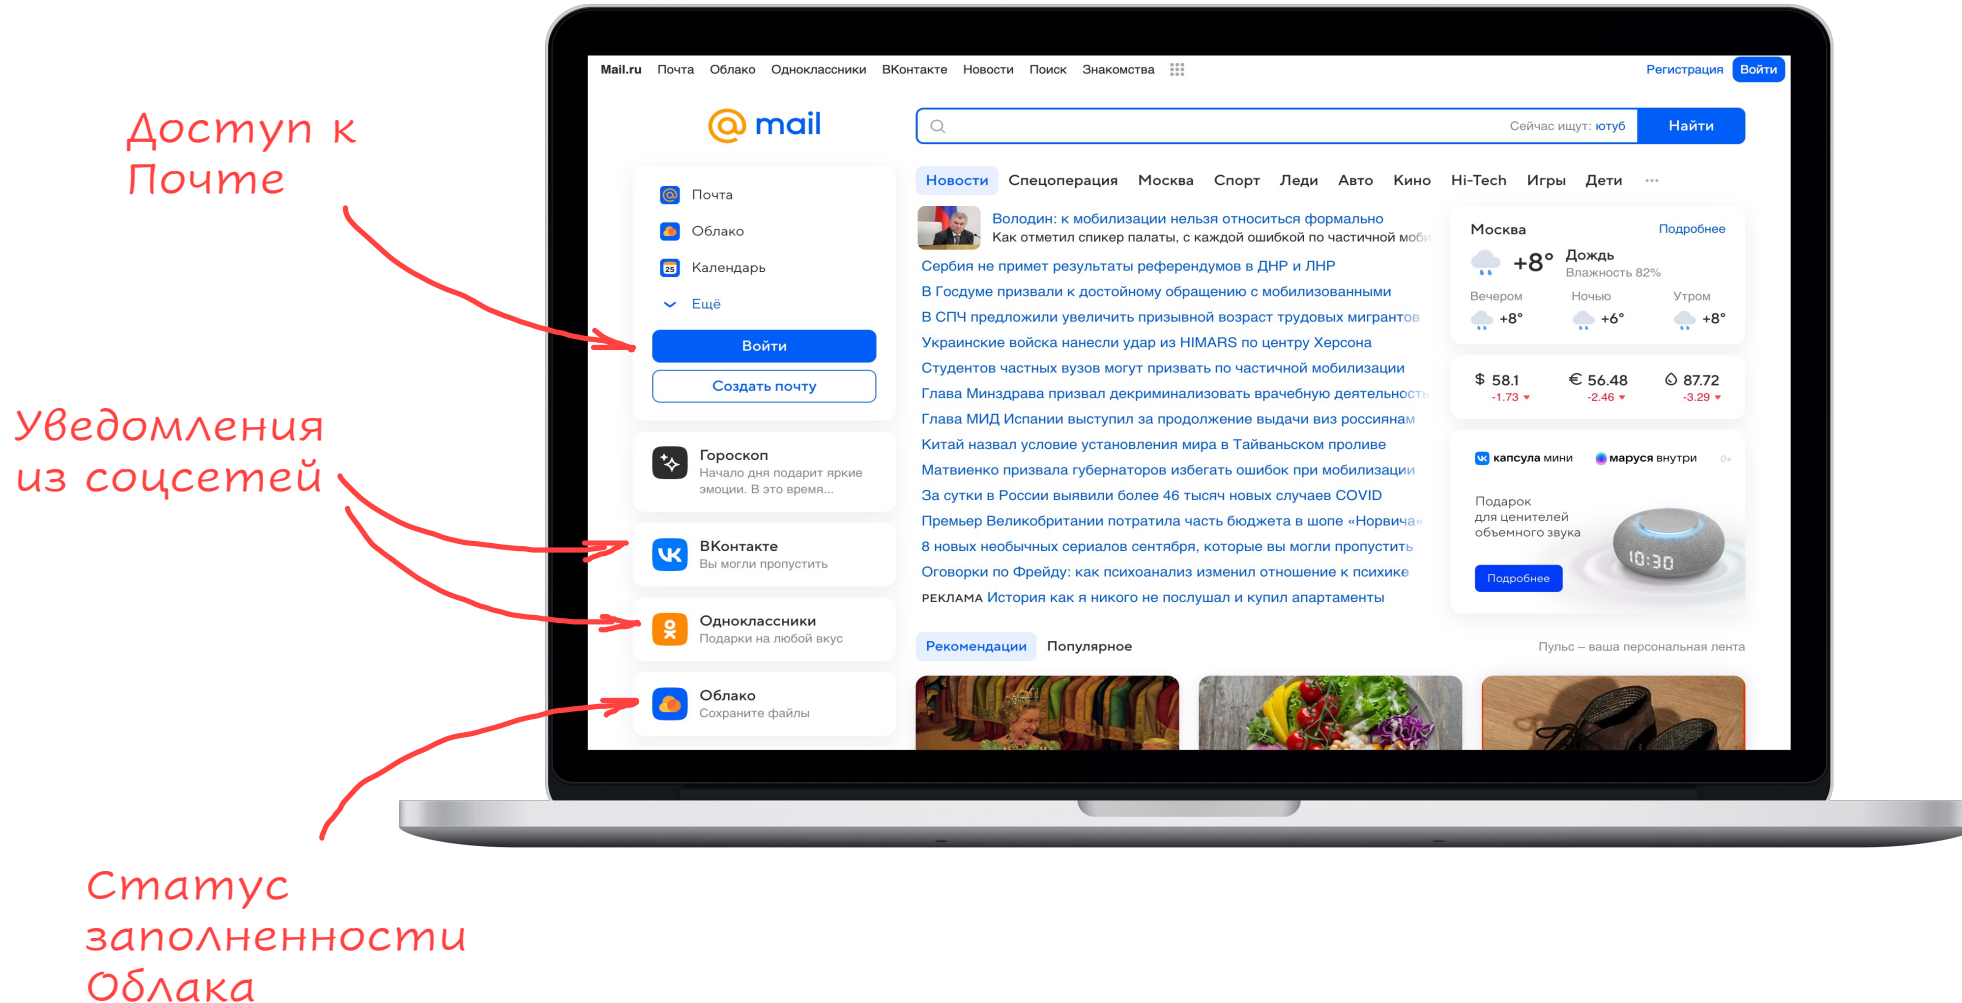 Доступ к
Почте
Уведомления
из соцсетей
Статус
заполненности
Облака
Mail.ru Почта Облако Одноклассники ВКонтакте Новости Поиск Знакомства
Регистрация Войти
@ mail
Сейчас ищут: ютуб Найти
Почта
Облако
25 Календарь
Ещё
Войти
Создать почту
Гороскоп
Начало дня подарит яркие
эмоции. В это время...
ВКонтакте
Вы могли пропустить
Одноклассники
Подарки на любой вкус
Облако
Сохраните файлы
Новости Спецоперация Москва Спорт Леди Авто Кино Hi-Tech Игры Дети ...
Володин: к мобилизации нельзя относиться формально
Как отметил спикер палаты, с каждой ошибкой по частичной моби
Сербия не примет результаты референдумов в ДНР и ЛНР
В Госдуме призвали к достойному обращению с мобилизованными
В СПЧ предложили увеличить призывной возраст трудовых мигрантов
Украинские войска нанесли удар из HIMARS по центру Херсона
Студентов частных вузов могут призвать по частичной мобилизации
Глава Минздрава призвал декриминализовать врачебную деятельность
Глава МИД Испании выступил за продолжение выдачи виз россиянам
Китай назвал условие установления мира в Тайваньском проливе
Матвиенко призвала губернаторов избегать ошибок при мобилизации
За сутки в России выявили более 46 тысяч новых случаев COVID
Премьер Великобритании потратила часть бюджета в шопе «Норвича»
8 новых необычных сериалов сентября, которые вы могли пропустить
Оговорки по Фрейду: как психоанализ изменил отношение к психике
РЕКЛАМА История как я никого не послушал и купил апартаменты
Москва Подробнее
+8° Дождь
Влажность 82%
Вечером Ночью Утром
+8° +6° +8°
$ 58.1 € 56.48 87.72
-1.73 -2.46 -3.29
капсула мини маруся внутри 0+
Подарок
для ценителей
объемного звука
10:30
Подробнее
Рекомендации Популярное
Пульс – ваша персональная лента